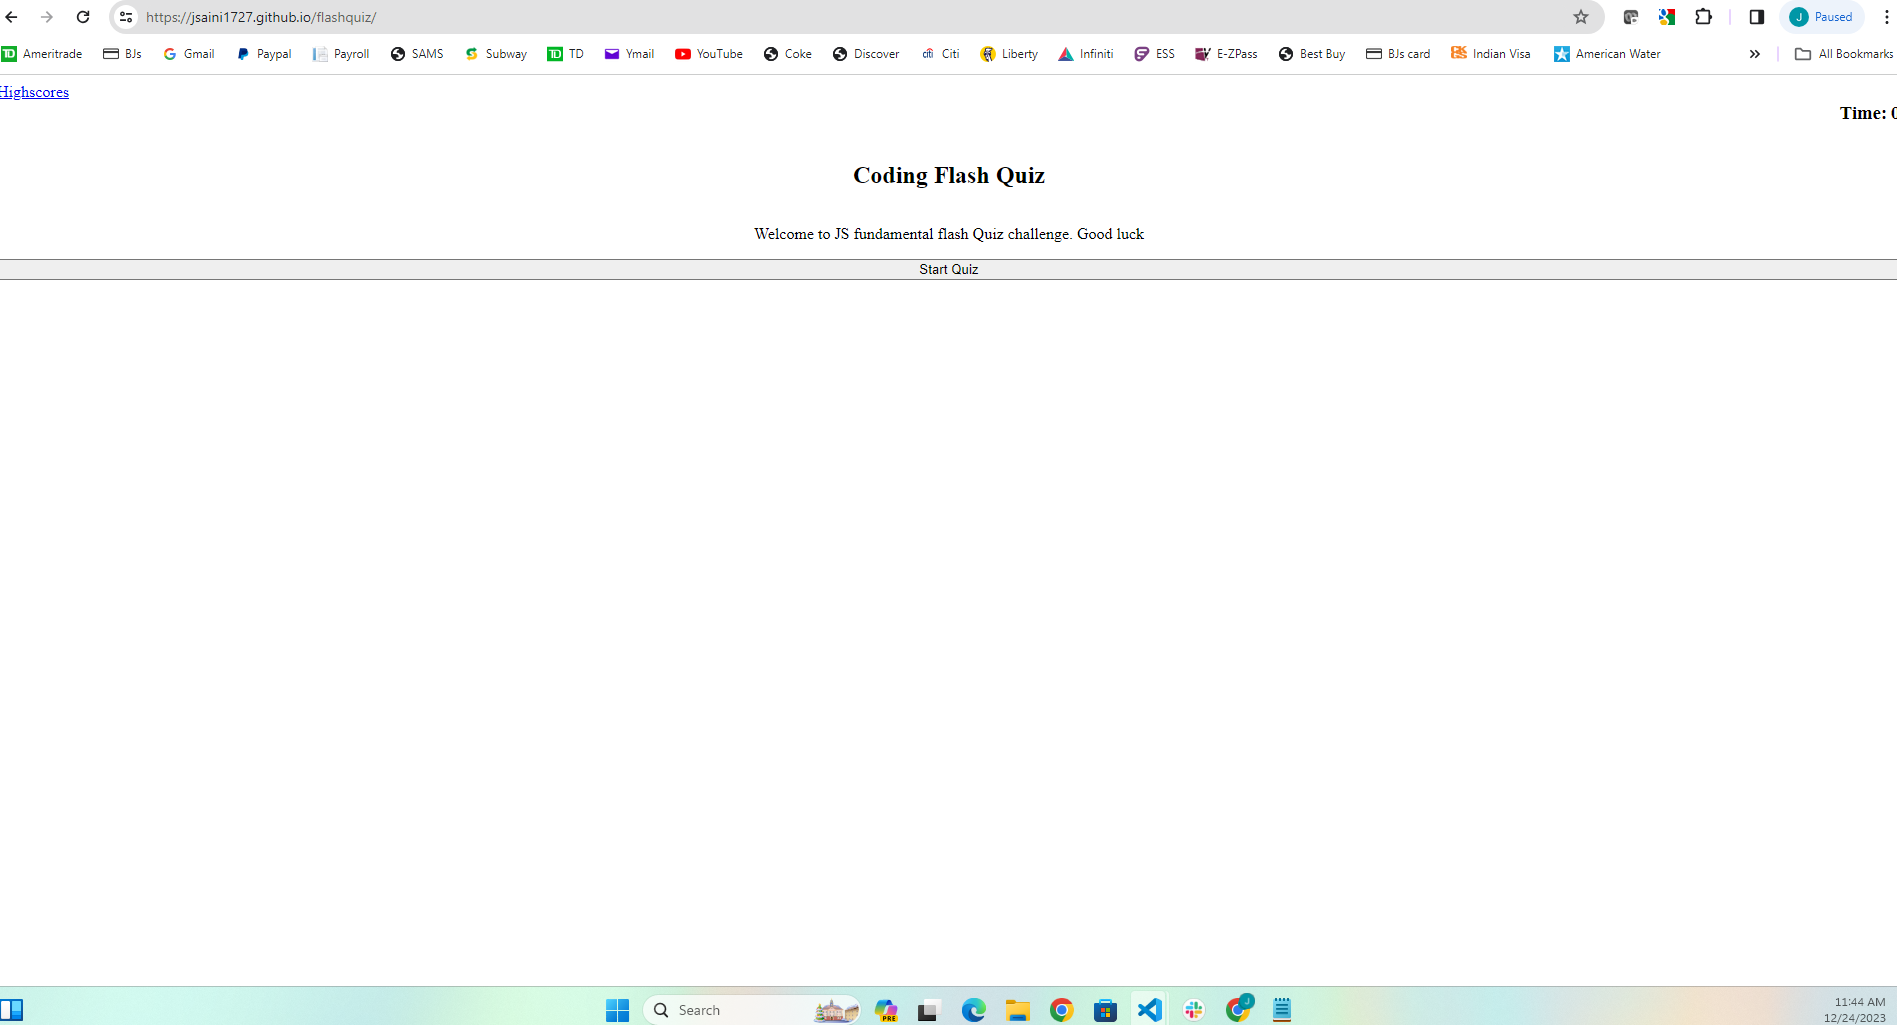 https://jsaini1727.github.io/flashquiz/
J Paused
Ameritrade BJs Gmail Paypal Payroll SAMS Subway TD Ymail YouTube Coke Discover Citi Liberty Infiniti ESS E-ZPass Best Buy BJs card Indian Visa American Water » All Bookmarks
Highscores
Time: 0
Coding Flash Quiz
Welcome to JS fundamental flash Quiz challenge. Good luck
Start Quiz
Search
PRE
J
11:44 AM
12/24/2023